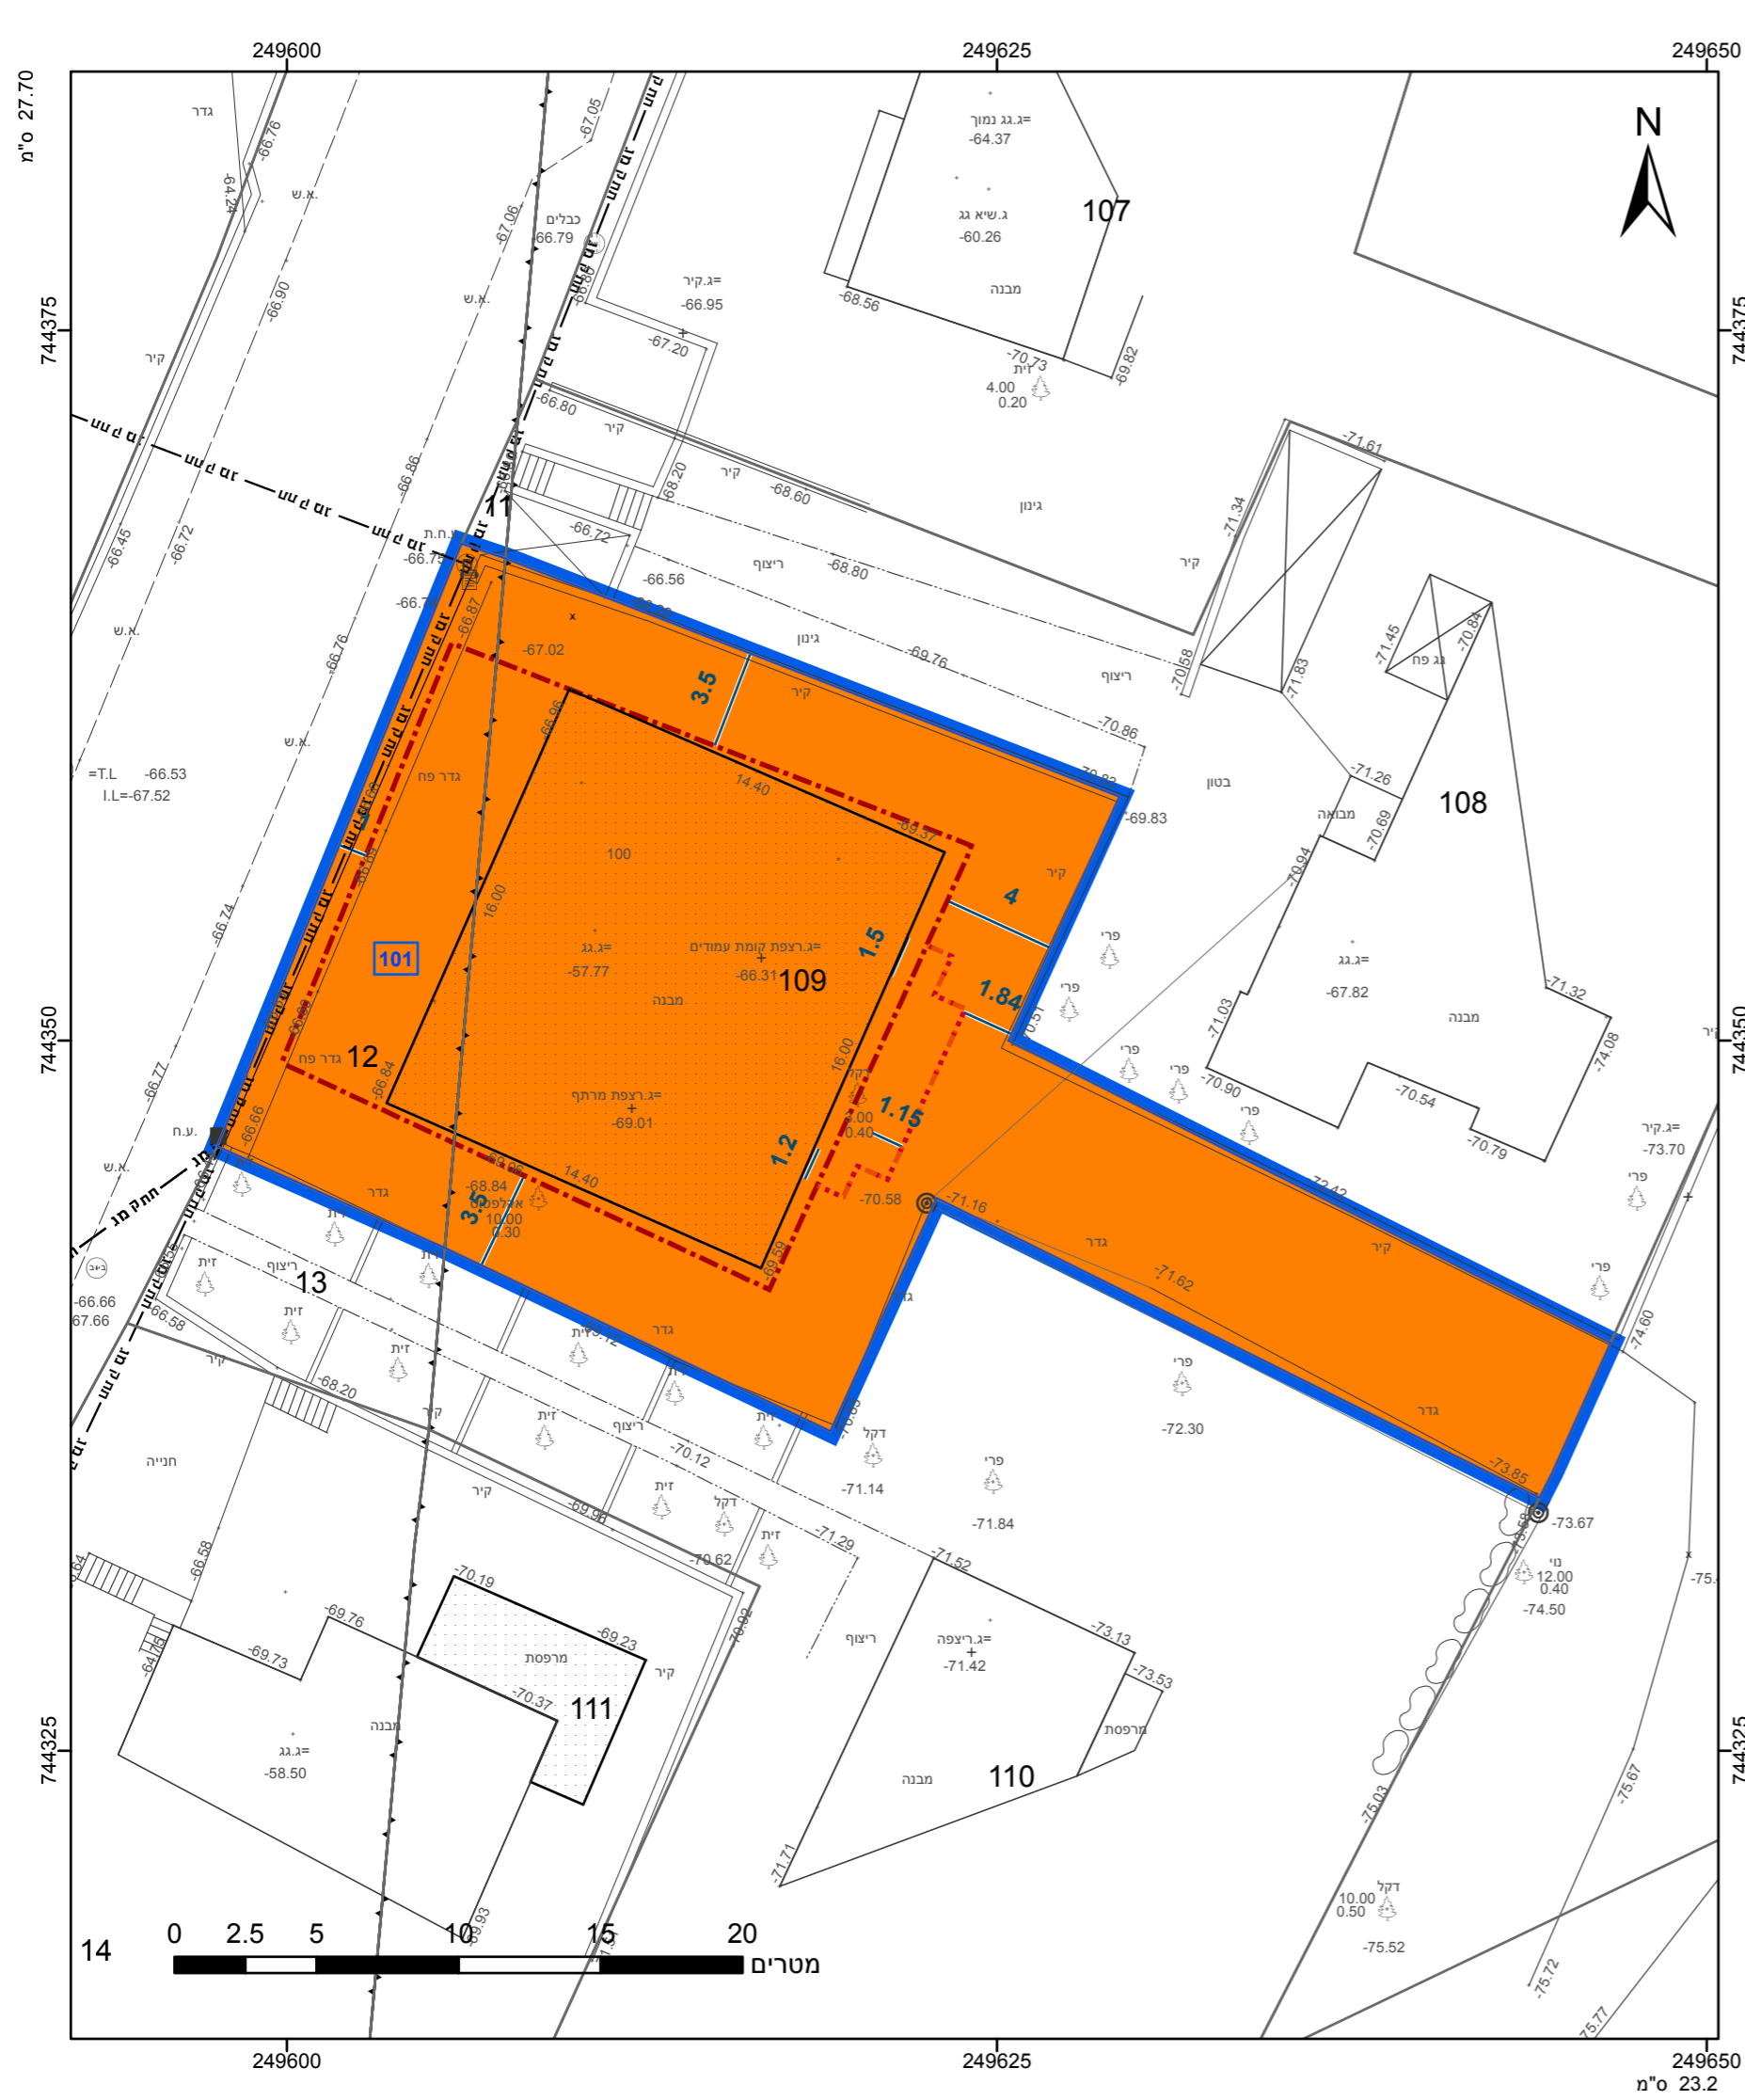 249600
249625
249650
27.70 ס"מ
744375
744350
744325
N
גדר
-66.76
-64.24
א.ש.
-67.05
-67.06
כבלים
-66.79
-66.90
-66.80
ג.גג נמוך=
-64.37
ג.שיא גג
-60.26
107
מבנה
-68.56
-70.73
-69.82
זית
4.00
0.20
ג.קיר=
-66.95
-67.20
קיר
-66.80
קיר
-68.20
קיר
-68.60
גינון
-71.61
-71.34
קיר
11
-66.72
-66.86
-66.72
-66.45
ע.ח.ת
-66.75
-66.56
ריצוף
-68.80
-66.87
-67.02
גינון
-69.76
ריצוף
-70.58
-71.83
-71.45
גג פח
-70.84
-70.86
א.ש.
-66.76
א.ש.
=T.L -66.53
I.L=-67.52
3.5
קיר
-66.96
14.40
-69.37
גדר פח
-69.83
בטון
-71.26
מבואה
-70.69
108
-70.94
100
16.00
קיר
4
1.5
1.84
101
ג.גג=
-57.77
ג.רצפת קומת עמודים=
-66.31
109
מבנה
-66.74
-66.69
פרי
פרי
פרי
פרי
פרי
ג.גג=
-67.82
מבנה
-71.32
-71.03
-74.08
-70.90
-70.54
-70.79
12
גדר פח
-66.84
ג.רצפת מרתף=
-69.01
16.00
דקל
0.40
1.15
1.2
-66.77
-66.66
ע.ח.
א.ש.
14.40
-68.84
10.00
0.30
3.5
-69.59
-70.58
-71.16
גדר
-71.62
קיר
ג.קיר=
-73.70
פרי
פרי
גדר
-74.60
13
ריצוף
זית
זית
זית
זית
-66.66
67.66
-66.58
קיר
-68.20
קיר
גדר
זית
ריצוף
-70.12
זית
דקל
זית
-70.62
דקל
-71.14
פרי
-71.84
פרי
-72.30
גדר
-73.85
-73.67
נוי
12.00
0.40
-74.50
חנייה
קיר
-69.96
-71.29
-71.52
-66.58
-70.19
-69.76
-69.73
-64.75
-69.23
מרפסת
-70.37
111
קיר
-70.92
ריצוף
ג.ריצפה=
-71.42
-73.13
-73.53
מרפסת
מבנה
110
-71.71
מבנה
ג.גג=
-58.50
-69.93
-75.03
-75.67
דקל
10.00
0.50
-75.52
-75.72
-75.77
14
0 2.5 5 10 15 20 מטרים
249600
249625
249650
23.2 ס"מ